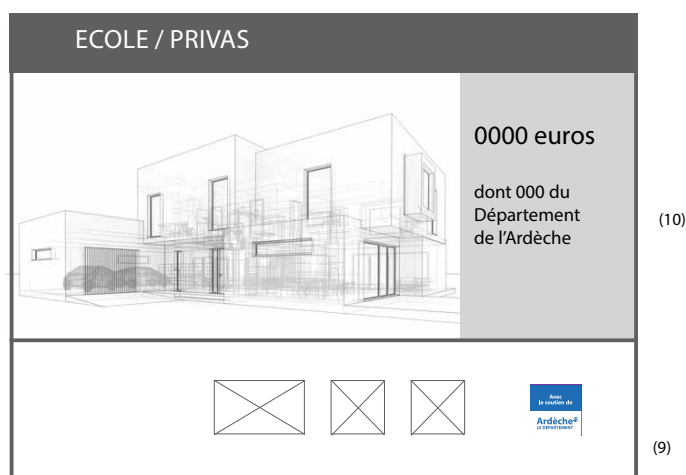 ECOLE / PRIVAS
0000 euros
dont 000 du
Département
de l'Ardèche
(10)
Avec
le soutien de
Ardèche
LE DÉPARTEMENT
(9)